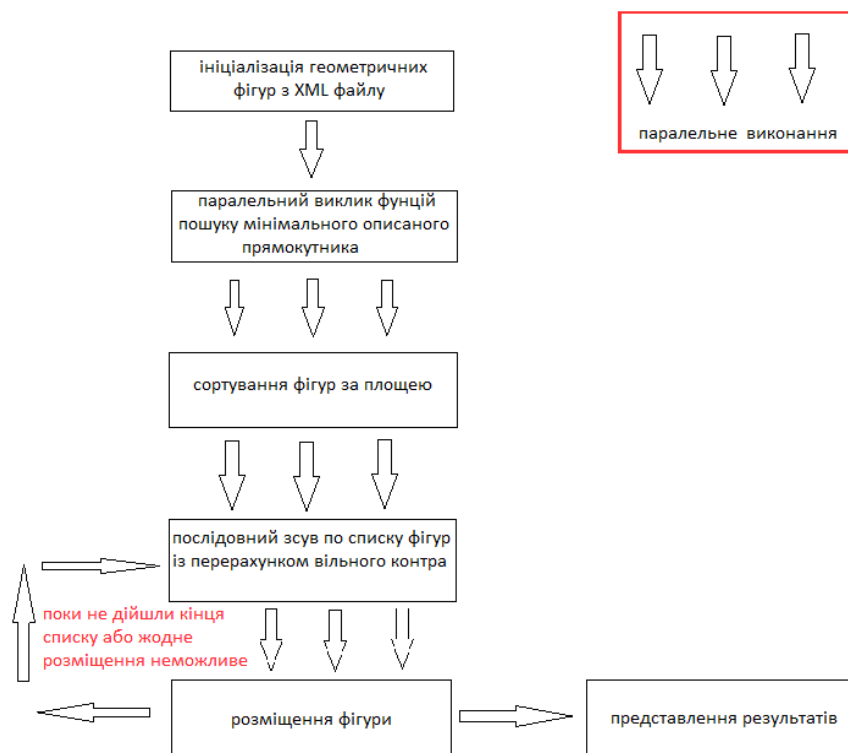 ініціалізація геометричних
фігур з XML файлу
паралельне виконання
паралельний виклик фунцій
пошуку мінімального описаного
прямокутника
сортування фігур за площею
послідовний зсув по списку фігур
із перерахунком вільного контра
поки не дійшли кінця
списку або жодне
розміщення неможливе
розміщення фігури
представлення результатів